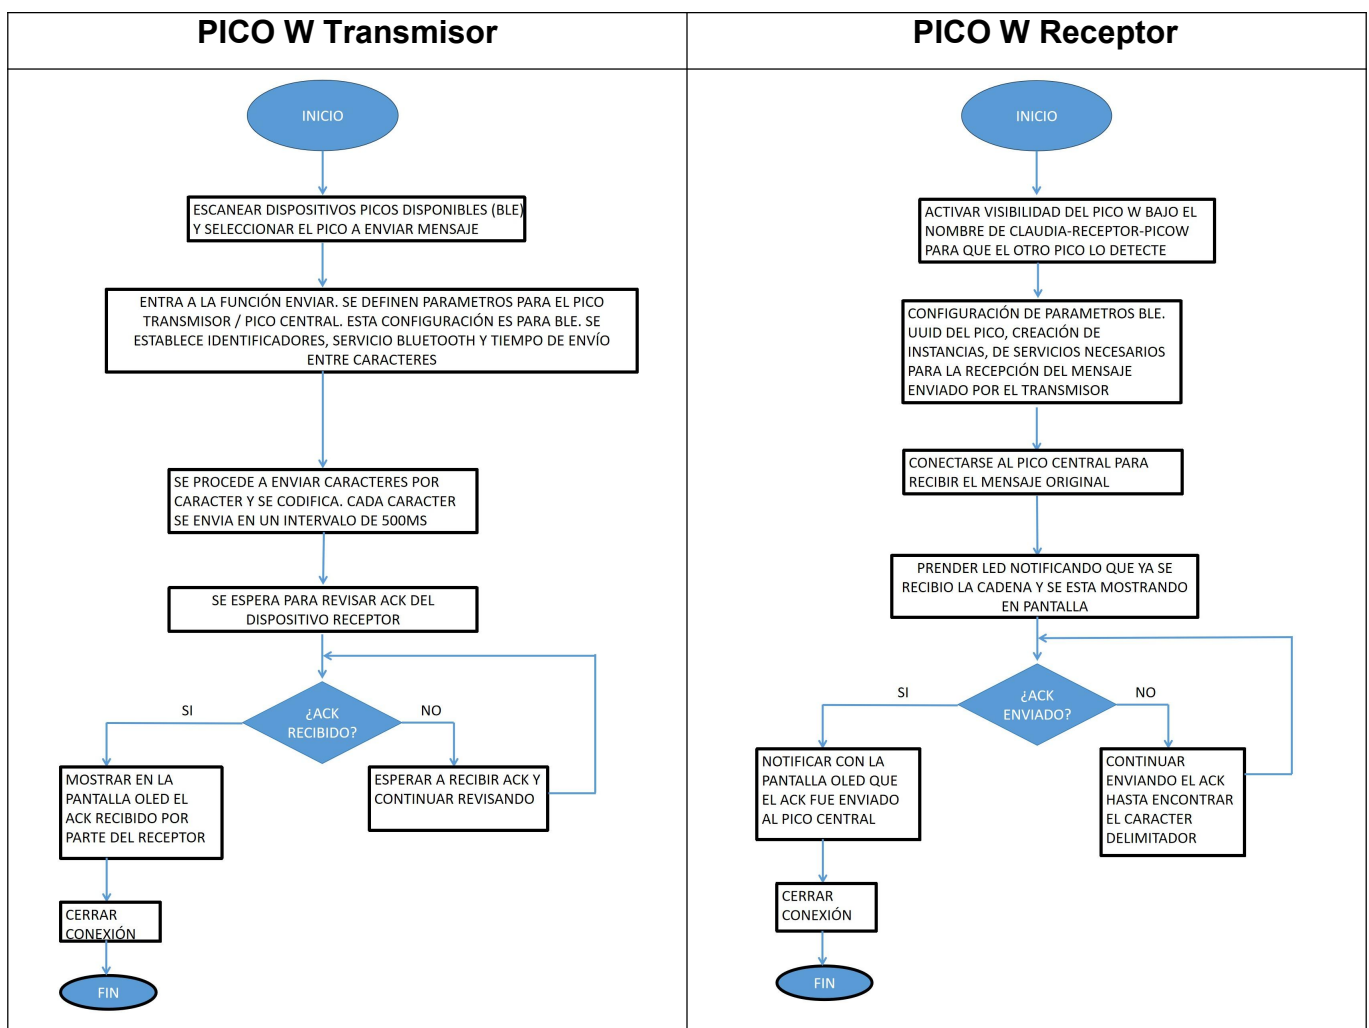 PICO W Transmisor
INICIO
ESCANEAR DISPOSITIVOS PICOS DISPONIBLES (BLE)
Y SELECCIONAR EL PICO A ENVIAR MENSAJE
ENTRA A LA FUNCIÓN ENVIAR. SE DEFINEN PARAMETROS PARA EL PICO
TRANSMISOR / PICO CENTRAL. ESTA CONFIGURACIÓN ES PARA BLE. SE
ESTABLECE IDENTIFICADORES, SERVICIO BLUETOOTH Y TIEMPO DE ENVÍO
ENTRE CARACTERES
SE PROCEDE A ENVIAR CARACTERES POR
CARACTER Y SE CODIFICA. CADA CARACTER
SE ENVIA EN UN INTERVALO DE 500MS
SE ESPERA PARA REVISAR ACK DEL
DISPOSITIVO RECEPTOR
¿ACK
RECIBIDO?
SI
NO
MOSTRAR EN LA
PANTALLA OLED EL
ACK RECIBIDO POR
PARTE DEL RECEPTOR
ESPERAR A RECIBIR ACK Y
CONTINUAR REVISANDO
CERRAR
CONEXIÓN
FIN
PICO W Receptor
INICIO
ACTIVAR VISIBILIDAD DEL PICO W BAJO EL
NOMBRE DE CLAUDIA-RECEPTOR-PICOW
PARA QUE EL OTRO PICO LO DETECTE
CONFIGURACIÓN DE PARAMETROS BLE.
UUID DEL PICO, CREACIÓN DE
INSTANCIAS, DE SERVICIOS NECESARIOS
PARA LA RECEPCIÓN DEL MENSAJE
ENVIADO POR EL TRANSMISOR
CONECTARSE AL PICO CENTRAL PARA
RECIBIR EL MENSAJE ORIGINAL
PRENDER LED NOTIFICANDO QUE YA SE
RECIBIO LA CADENA Y SE ESTA MOSTRANDO
EN PANTALLA
¿ACK
ENVIADO?
SI
NO
NOTIFICAR CON LA
PANTALLA OLED QUE
EL ACK FUE ENVIADO
AL PICO CENTRAL
CONTINUAR
ENVIANDO EL ACK
HASTA ENCONTRAR
EL CARACTER
DELIMITADOR
CERRAR
CONEXIÓN
FIN